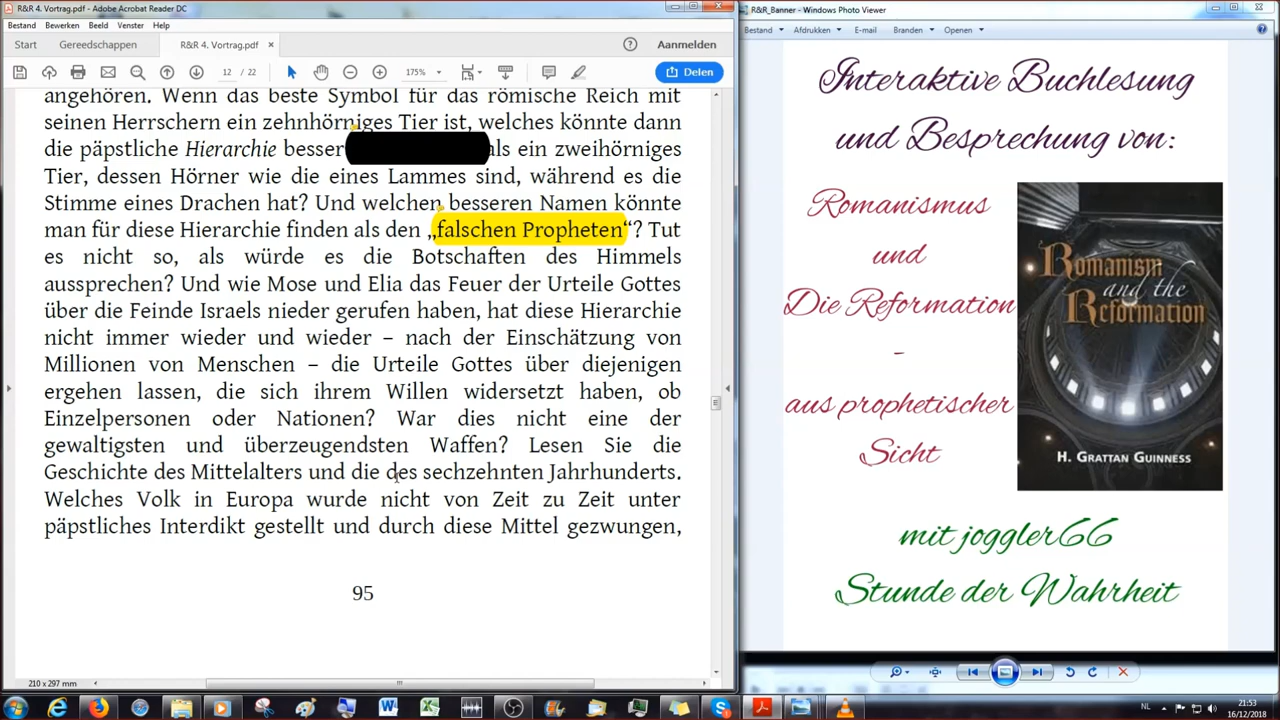 R&R 4. Vortrag.pdf - Adobe Acrobat Reader DC
Bestand Bewerken Beeld Venster Help
Start Gereedschappen R&R 4. Vortrag.pdf × Aanmelden
12 / 22 175% Delen
angehören. Wenn das beste Symbol für das römische Reich mit
seinen Herrschern ein zehnhörniges Tier ist, welches könnte dann
die päpstliche Hierarchie besser als ein zweihörniges
Tier, dessen Hörner wie die eines Lammes sind, während es die
Stimme eines Drachen hat? Und welchen besseren Namen könnte
man für diese Hierarchie finden als den „falschen Propheten“? Tut
es nicht so, als würde es die Botschaften des Himmels
aussprechen? Und wie Mose und Elia das Feuer der Urteile Gottes
über die Feinde Israels nieder gerufen haben, hat diese Hierarchie
nicht immer wieder und wieder – nach der Einschätzung von
Millionen von Menschen – die Urteile Gottes über diejenigen
ergehen lassen, die sich ihrem Willen widersetzt haben, ob
Einzelpersonen oder Nationen? War dies nicht eine der
gewaltigsten und überzeugendsten Waffen? Lesen Sie die
Geschichte des Mittelalters und die des sechzehnten Jahrhunderts.
Welches Volk in Europa wurde nicht von Zeit zu Zeit unter
päpstliches Interdikt gestellt und durch diese Mittel gezwungen,
95
210 x 297 mm
R&R_Banner - Windows Photo Viewer
Bestand Afdrukken E-mail Branden Openen
Interaktive Buchlesung
und Besprechung von:
Romanismus
und
Die Reformation
-
aus prophetischer
Sicht
Romanism
and the
Reformation
H. GRATTAN GUINNESS
mit joggler66
Stunde der Wahrheit
NL 21:53
16/12/2018